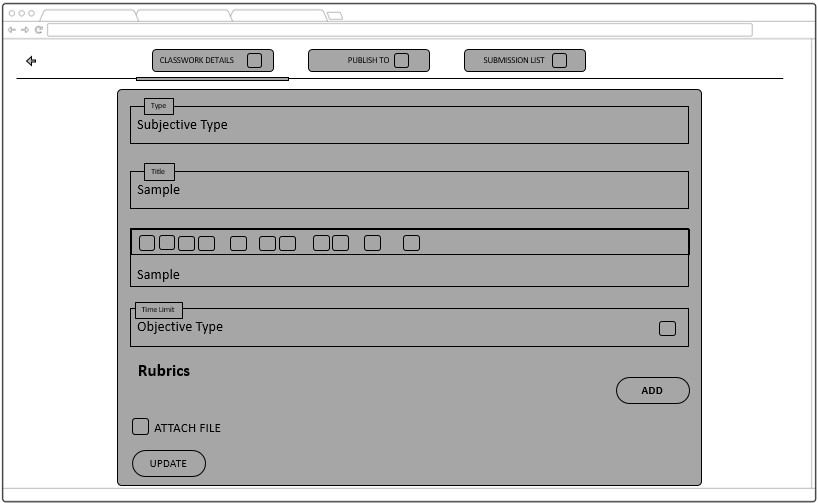 CLASSWORK DETAILS
PUBLISH TO
SUBMISSION LIST
Type
Subjective Type
Title
Sample
Sample
Time Limit
Objective Type
Rubrics
ADD
ATTACH FILE
UPDATE